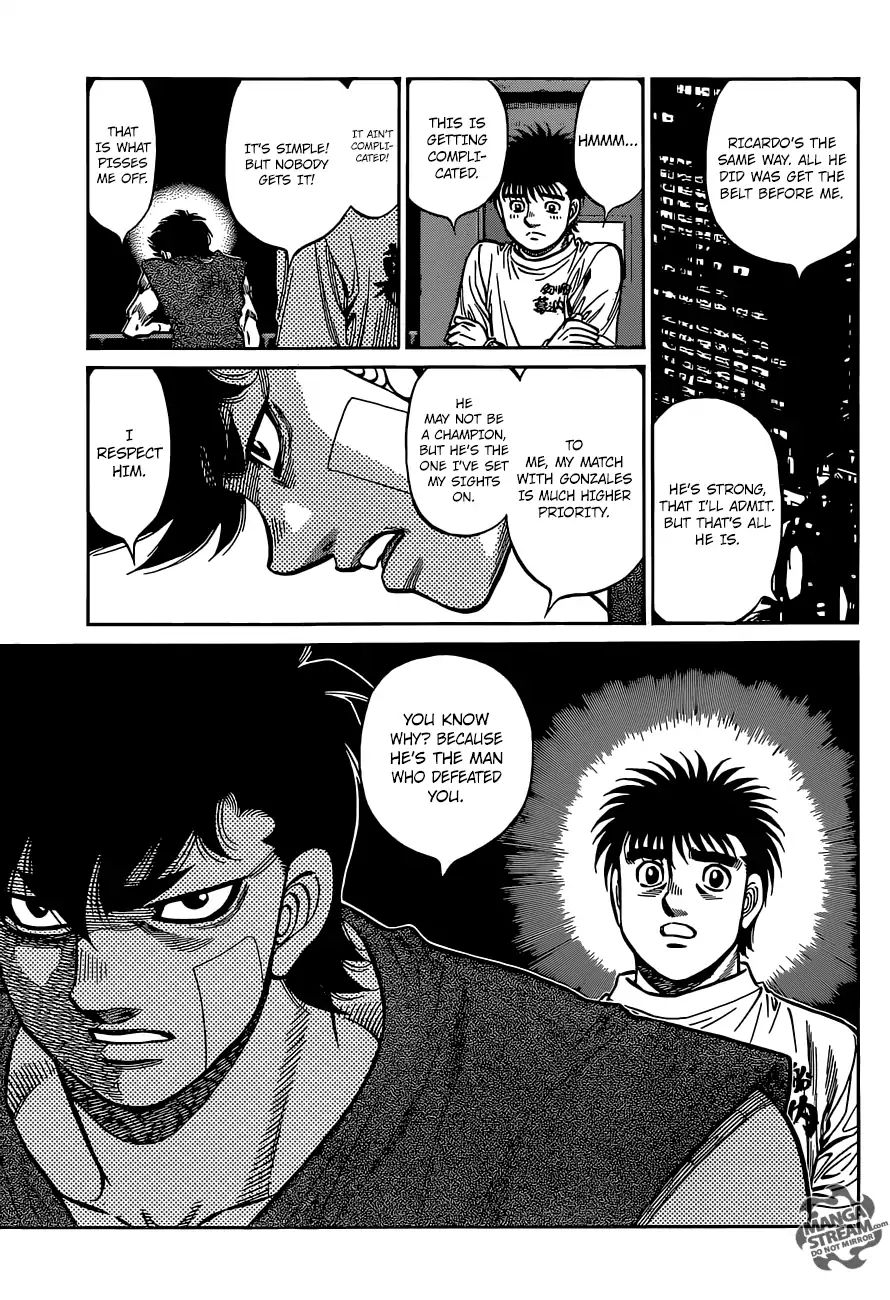 RICARDO'S THE
SAME WAY. ALL HE
DID WAS GET THE
BELT BEFORE ME.
HE'S STRONG,
THAT I'LL ADMIT.
BUT THAT'S ALL
HE IS.
HMMM...
THIS IS
GETTING
COMPLI-
CATED.
IT AIN'T
COMPLI-
CATED!
IT'S SIMPLE!
BUT NOBODY
GETS IT!
THAT
IS WHAT
PISSES
ME OFF.
TO
ME, MY MATCH
WITH GONZALES
IS MUCH HIGHER
PRIORITY.
HE
MAY NOT BE
A CHAMPION,
BUT HE'S THE
ONE I'VE SET
MY SIGHTS
ON.
I
RESPECT
HIM.
YOU KNOW
WHY? BECAUSE
HE'S THE MAN
WHO DEFEATED
YOU.
MANGA
STREAM.com
DO NOT MIRROR